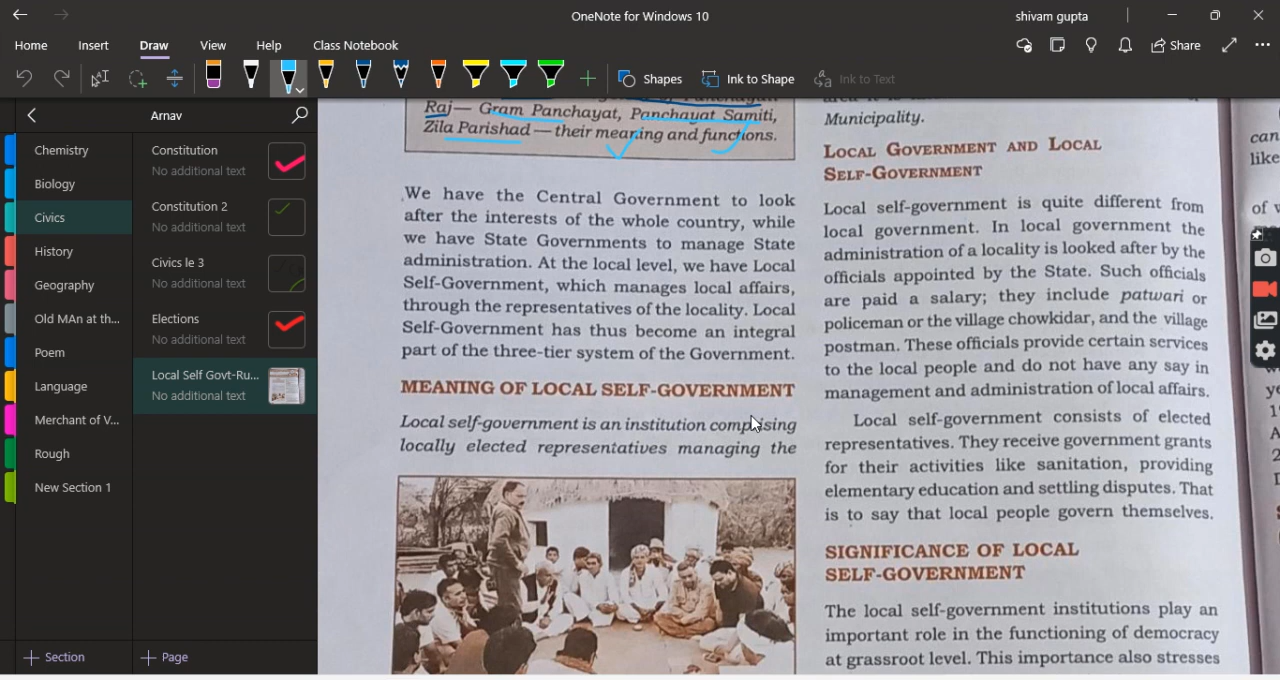 OneNote for Windows 10
shivam gupta
Home Insert Draw View Help Class Notebook
Share
Shapes
Ink to Shape
Ink to Text
Arnav
Chemistry
Biology
Civics
History
Geography
Old MAn at th...
Poem
Language
Merchant of V...
Rough
New Section 1
Section
Constitution
No additional text
Constitution 2
No additional text
Civics le 3
No additional text
Elections
No additional text
Local Self Govt-Ru...
No additional text
Page
Raj— Gram Panchayat, Panchayat Samiti,
Zila Parishad — their meaning and functions.
We have the Central Government to look
after the interests of the whole country, while
we have State Governments to manage State
administration. At the local level, we have Local
Self-Government, which manages local affairs,
through the representatives of the locality. Local
Self-Government has thus become an integral
part of the three-tier system of the Government.
MEANING OF LOCAL SELF-GOVERNMENT
Local self-government is an institution comprising
locally elected representatives managing the
Municipality.
LOCAL GOVERNMENT AND LOCAL
SELF-GOVERNMENT
Local self-government is quite different from
local government. In local government the
administration of a locality is looked after by the
officials appointed by the State. Such officials
are paid a salary; they include patwari or
policeman or the village chowkidar, and the village
postman. These officials provide certain services
to the local people and do not have any say in
management and administration of local affairs.
Local self-government consists of elected
representatives. They receive government grants
for their activities like sanitation, providing
elementary education and settling disputes. That
is to say that local people govern themselves.
SIGNIFICANCE OF LOCAL
SELF-GOVERNMENT
The local self-government institutions play an
important role in the functioning of democracy
at grassroot level. This importance also stresses
can
like
of